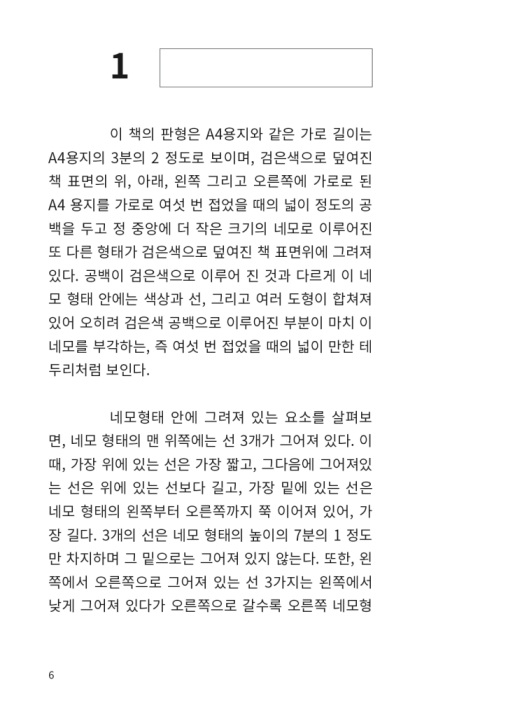 1
이 책의 판형은 A4용지와 같은 가로 길이는
A4용지의 3분의 2 정도로 보이며, 검은색으로 덮여진
책 표면의 위, 아래, 왼쪽 그리고 오른쪽에 가로로 된
A4 용지를 가로로 여섯 번 접었을 때의 넓이 정도의 공
백을 두고 정 중앙에 더 작은 크기의 네모로 이루어진
또 다른 형태가 검은색으로 덮여진 책 표면위에 그려져
있다. 공백이 검은색으로 이루어 진 것과 다르게 이 네
모 형태 안에는 색상과 선, 그리고 여러 도형이 합쳐져
있어 오히려 검은색 공백으로 이루어진 부분이 마치 이
네모를 부각하는, 즉 여섯 번 접었을 때의 넓이 만한 테
두리처럼 보인다.
네모형태 안에 그려져 있는 요소를 살펴보
면, 네모 형태의 맨 위쪽에는 선 3개가 그어져 있다. 이
때, 가장 위에 있는 선은 가장 짧고, 그다음에 그어져있
는 선은 위에 있는 선보다 길고, 가장 밑에 있는 선은
네모 형태의 왼쪽부터 오른쪽까지 쭉 이어져 있어, 가
장 길다. 3개의 선은 네모 형태의 높이의 7분의 1 정도
만 차지하며 그 밑으로는 그어져 있지 않는다. 또한, 왼
쪽에서 오른쪽으로 그어져 있는 선 3가지는 왼쪽에서
낮게 그어져 있다가 오른쪽으로 갈수록 오른쪽 네모형
6